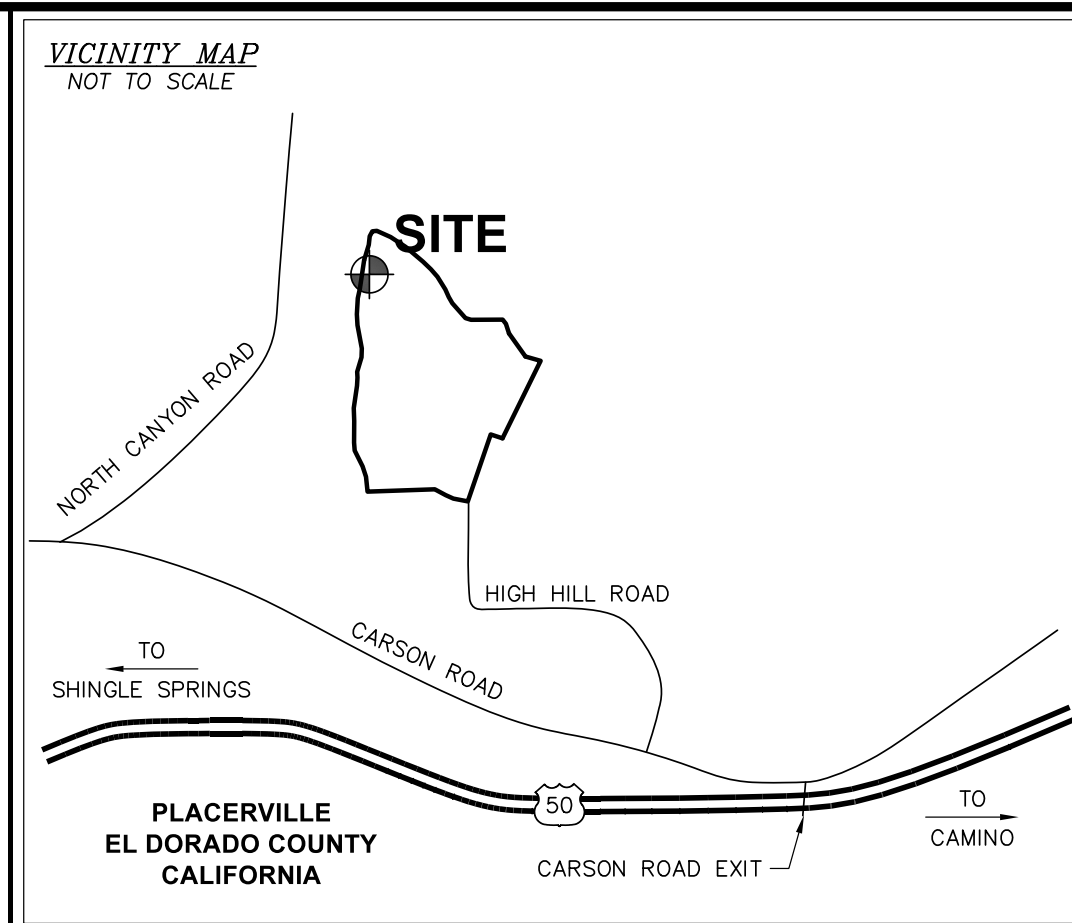 VICINITY MAP
NOT TO SCALE
SITE
NORTH CANYON ROAD
HIGH HILL ROAD
CARSON ROAD
TO
SHINGLE SPRINGS
50
PLACERVILLE
EL DORADO COUNTY
CALIFORNIA
TO
CAMINO
CARSON ROAD EXIT